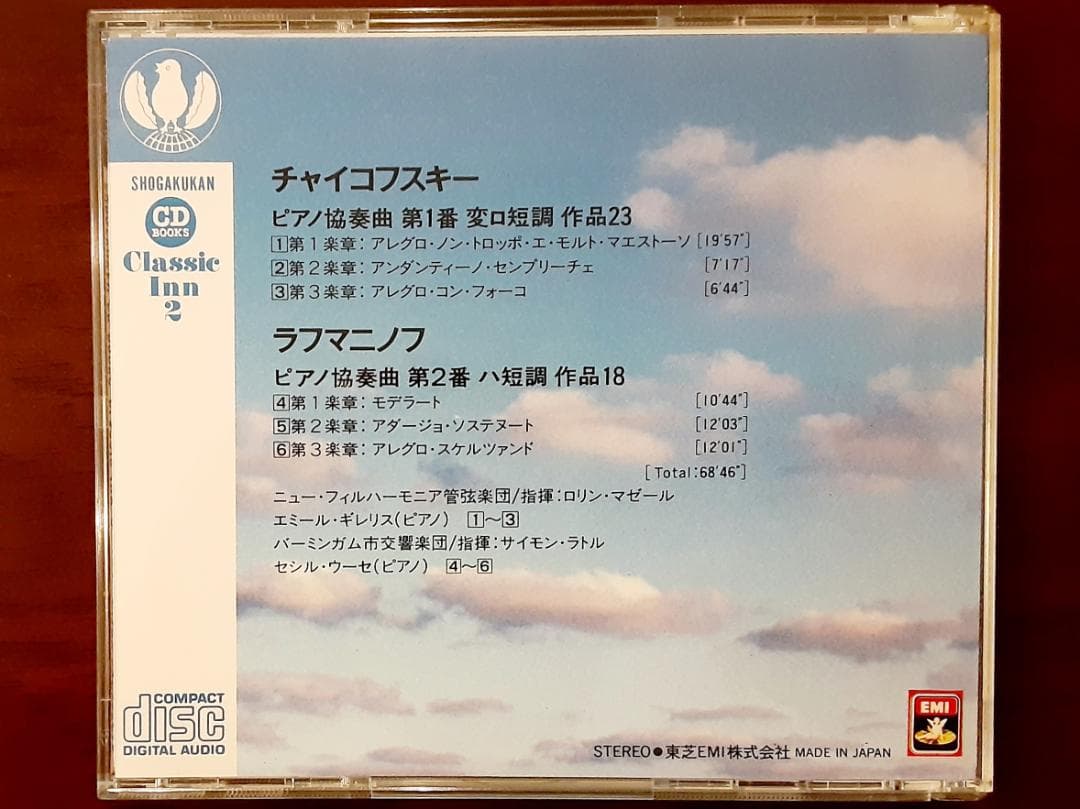 SHOGAKUKAN
CD
BOOKS
Classic
Inn
2
チャイコフスキー
ピアノ協奏曲 第1番 変ロ短調 作品23
1 第1楽章：アレグロ・ノン・トロッポ・エ・モルト・マエストーソ [19'57"]
2 第2楽章：アンダンティーノ・センプリーチェ [7'17"]
3 第3楽章：アレグロ・コン・フォーコ [6'44"]
ラフマニノフ
ピアノ協奏曲 第2番 ハ短調 作品18
4 第1楽章：モデラート [10'44"]
5 第2楽章：アダージョ・ソステヌート [12'03"]
6 第3楽章：アレグロ・スケルツァンド [12'01"]
[Total:68'46"]
ニュー・フィルハーモニア管弦楽団/指揮：ロリン・マゼール
エミール・ギレリス(ピアノ) 1〜3
バーミンガム市交響楽団/指揮：サイモン・ラトル
セシル・ウーセ(ピアノ) 4〜6
COMPACT
disc
DIGITAL AUDIO
EMI
STEREO●東芝EMI株式会社 MADE IN JAPAN